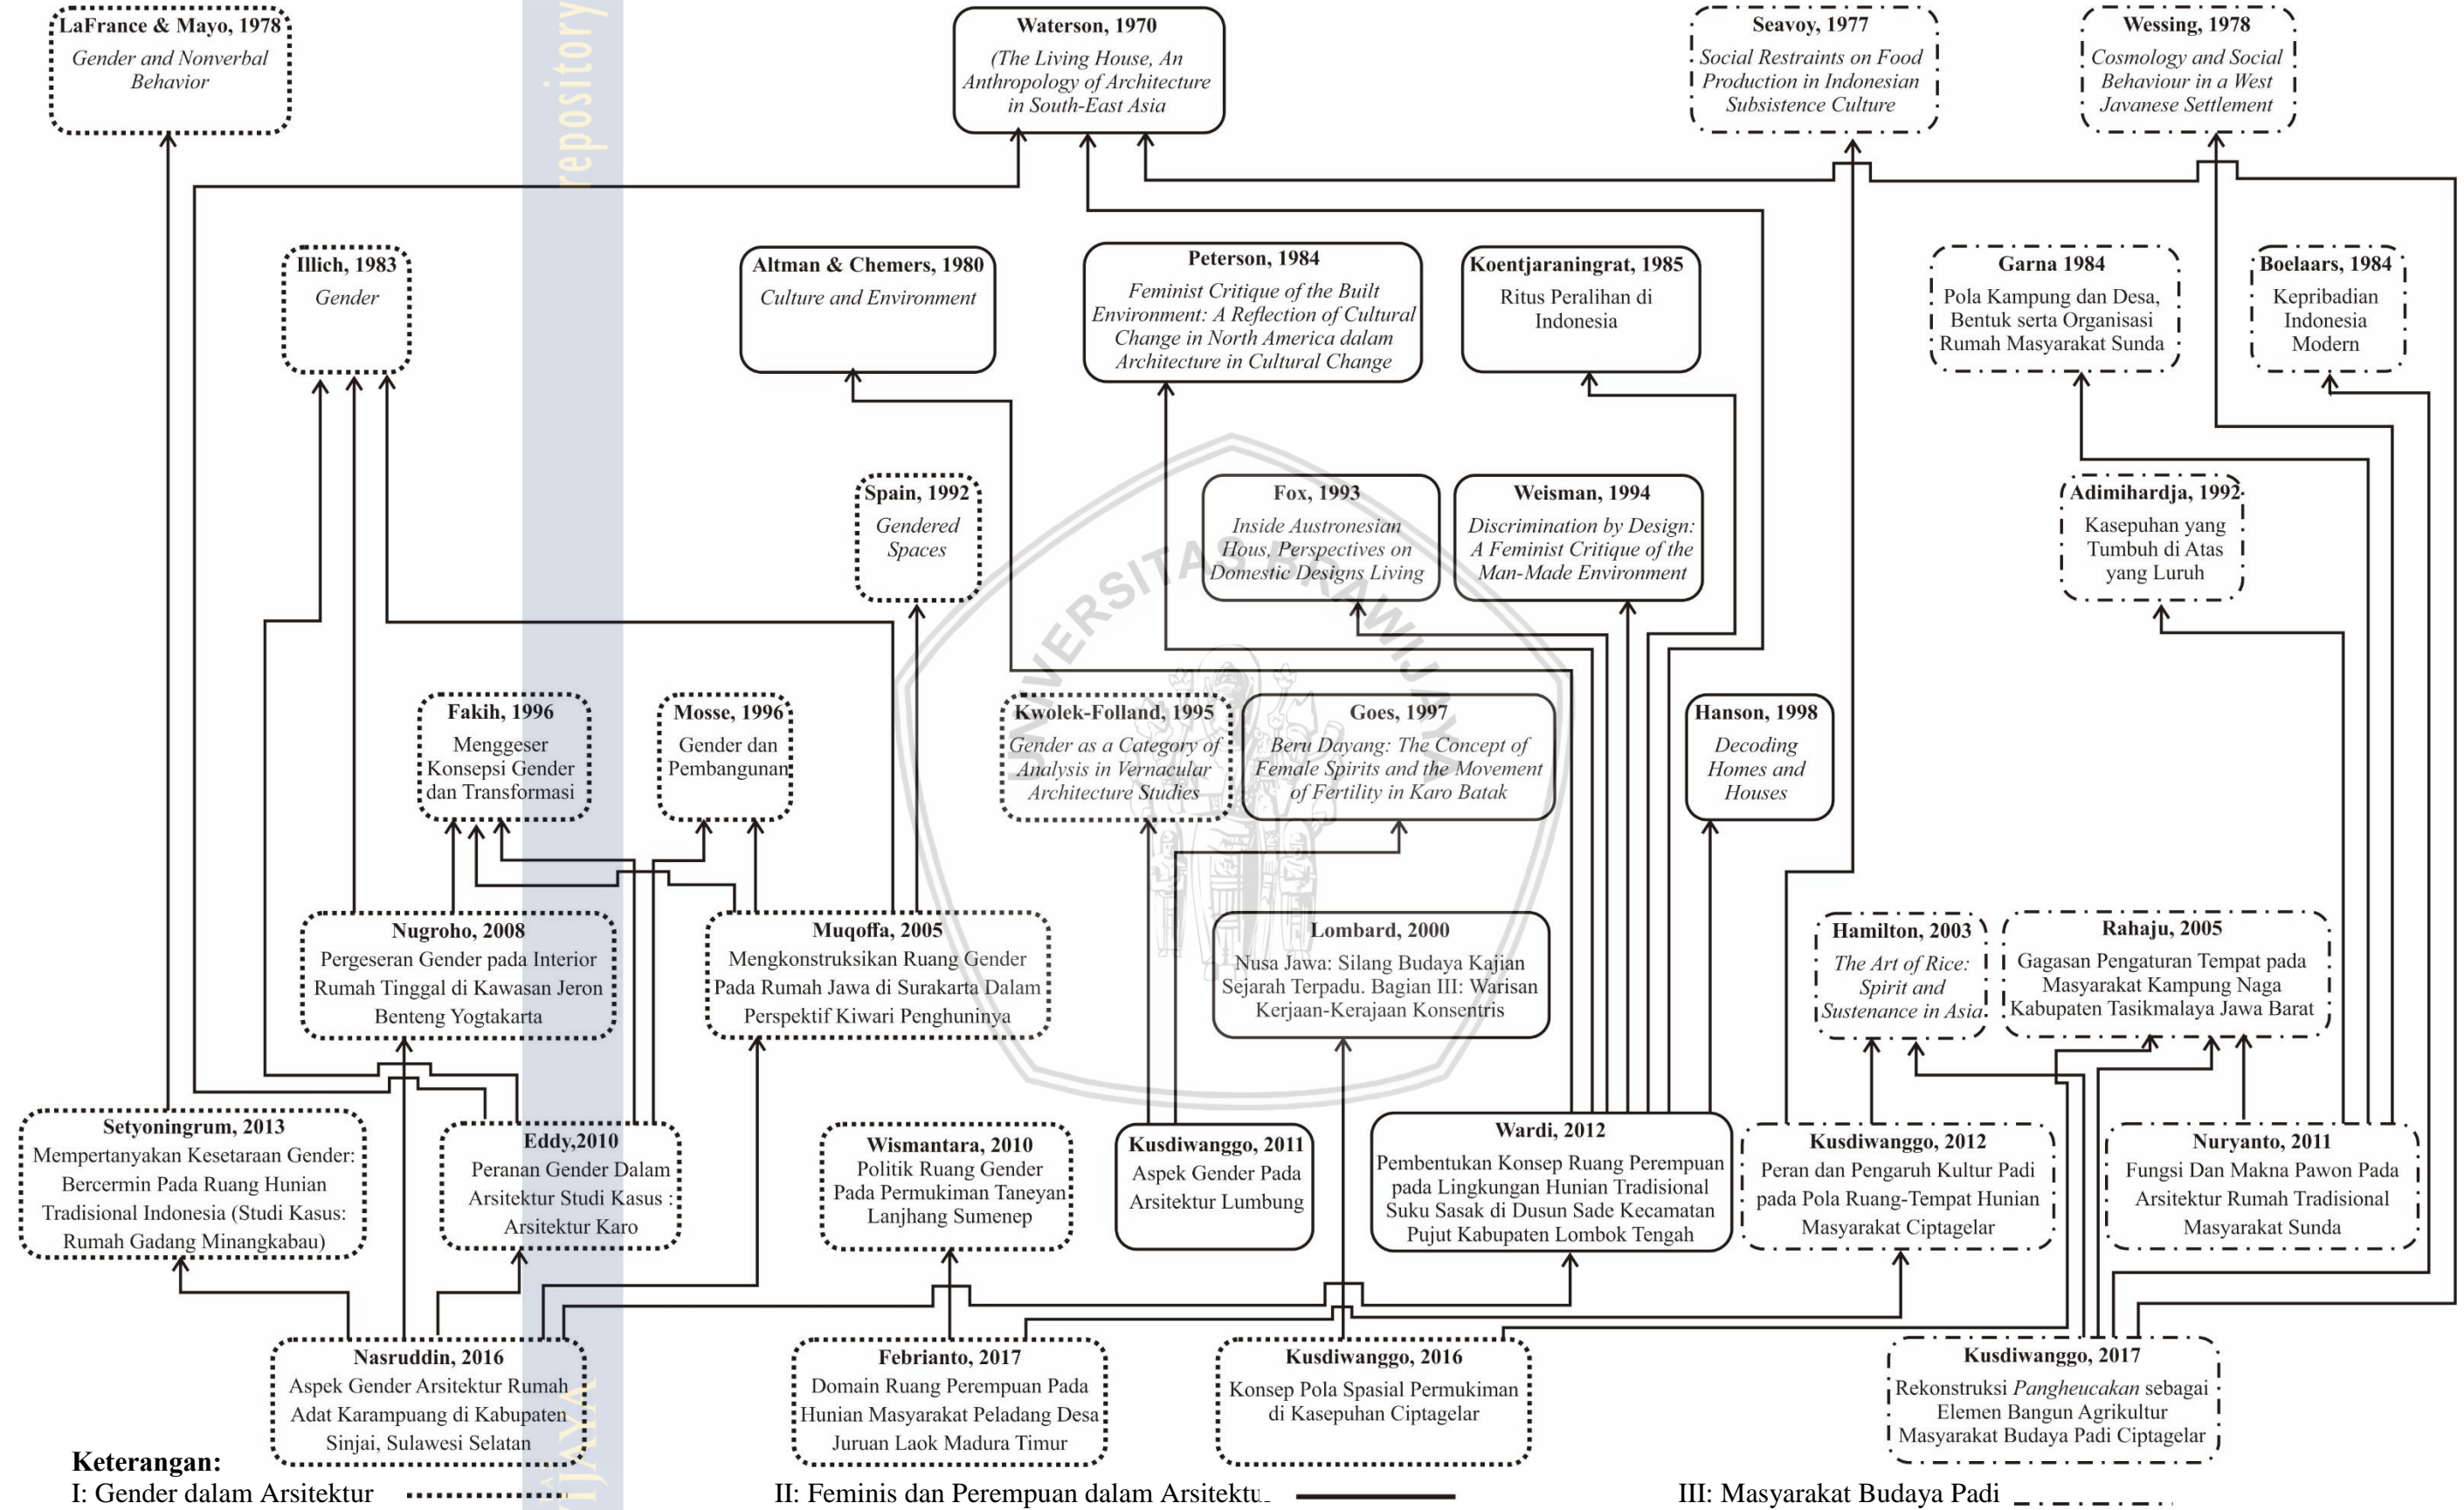 LaFrance & Mayo, 1978
Gender and Nonverbal
Behavior
Waterson, 1970
(The Living House, An
Anthropology of Architecture
in South-East Asia
Seavoy, 1977
Social Restraints on Food
Production in Indonesian
Subsistence Culture
Wessing, 1978
Cosmology and Social
Behaviour in a West
Javanese Settlement
repository
Illich, 1983
Gender
Altman & Chemers, 1980
Culture and Environment
Peterson, 1984
Feminist Critique of the Built
Environment: A Reflection of Cultural
Change in North America dalam
Architecture in Cultural Change
Koentjaraningrat, 1985
Ritus Peralihan di
Indonesia
Garna 1984
Pola Kampung dan Desa,
Bentuk serta Organisasi
Rumah Masyarakat Sunda
Boelaars, 1984
Kepribadian
Indonesia
Modern
Spain, 1992
Gendered
Spaces
Fox, 1993
Inside Austronesian
Hous, Perspectives on
Domestic Designs Living
Weisman, 1994
Discrimination by Design:
A Feminist Critique of the
Man-Made Environment
Adimihardja, 1992
Kasepuhan yang
Tumbuh di Atas
yang Luruh
UNIVERSITAS BRAWIJAYA
Fakih, 1996
Menggeser
Konsepsi Gender
dan Transformasi
Mosse, 1996
Gender dan
Pembangunan
Kwolek-Folland, 1995
Gender as a Category of
Analysis in Vernacular
Architecture Studies
Goes, 1997
Beru Dayang: The Concept of
Female Spirits and the Movement
of Fertility in Karo Batak
Hanson, 1998
Decoding
Homes and
Houses
Nugroho, 2008
Pergeseran Gender pada Interior
Rumah Tinggal di Kawasan Jeron
Benteng Yogtakarta
Muqoffa, 2005
Mengkonstruksikan Ruang Gender
Pada Rumah Jawa di Surakarta Dalam
Perspektif Kiwari Penghuninya
Lombard, 2000
Nusa Jawa: Silang Budaya Kajian
Sejarah Terpadu. Bagian III: Warisan
Kerjaan-Kerajaan Konsentris
Hamilton, 2003
The Art of Rice:
Spirit and
Sustenance in Asia
Rahaju, 2005
Gagasan Pengaturan Tempat pada
Masyarakat Kampung Naga
Kabupaten Tasikmalaya Jawa Barat
Setyoningrum, 2013
Mempertanyakan Kesetaraan Gender:
Bercermin Pada Ruang Hunian
Tradisional Indonesia (Studi Kasus:
Rumah Gadang Minangkabau)
Eddy,2010
Peranan Gender Dalam
Arsitektur Studi Kasus :
Arsitektur Karo
Wismantara, 2010
Politik Ruang Gender
Pada Permukiman Taneyan
Lanjhang Sumenep
Kusdiwanggo, 2011
Aspek Gender Pada
Arsitektur Lumbung
Wardi, 2012
Pembentukan Konsep Ruang Perempuan
pada Lingkungan Hunian Tradisional
Suku Sasak di Dusun Sade Kecamatan
Pujut Kabupaten Lombok Tengah
Kusdiwanggo, 2012
Peran dan Pengaruh Kultur Padi
pada Pola Ruang-Tempat Hunian
Masyarakat Ciptagelar
Nuryanto, 2011
Fungsi Dan Makna Pawon Pada
Arsitektur Rumah Tradisional
Masyarakat Sunda
Nasruddin, 2016
Aspek Gender Arsitektur Rumah
Adat Karampuang di Kabupaten
Sinjai, Sulawesi Selatan
Febrianto, 2017
Domain Ruang Perempuan Pada
Hunian Masyarakat Peladang Desa
Juruan Laok Madura Timur
Kusdiwanggo, 2016
Konsep Pola Spasial Permukiman
di Kasepuhan Ciptagelar
Kusdiwanggo, 2017
Rekonstruksi Pangheucakan sebagai
Elemen Bangun Agrikultur
Masyarakat Budaya Padi Ciptagelar
Keterangan:
I: Gender dalam Arsitektur
II: Feminis dan Perempuan dalam
III: Masyarakat Budaya Padi